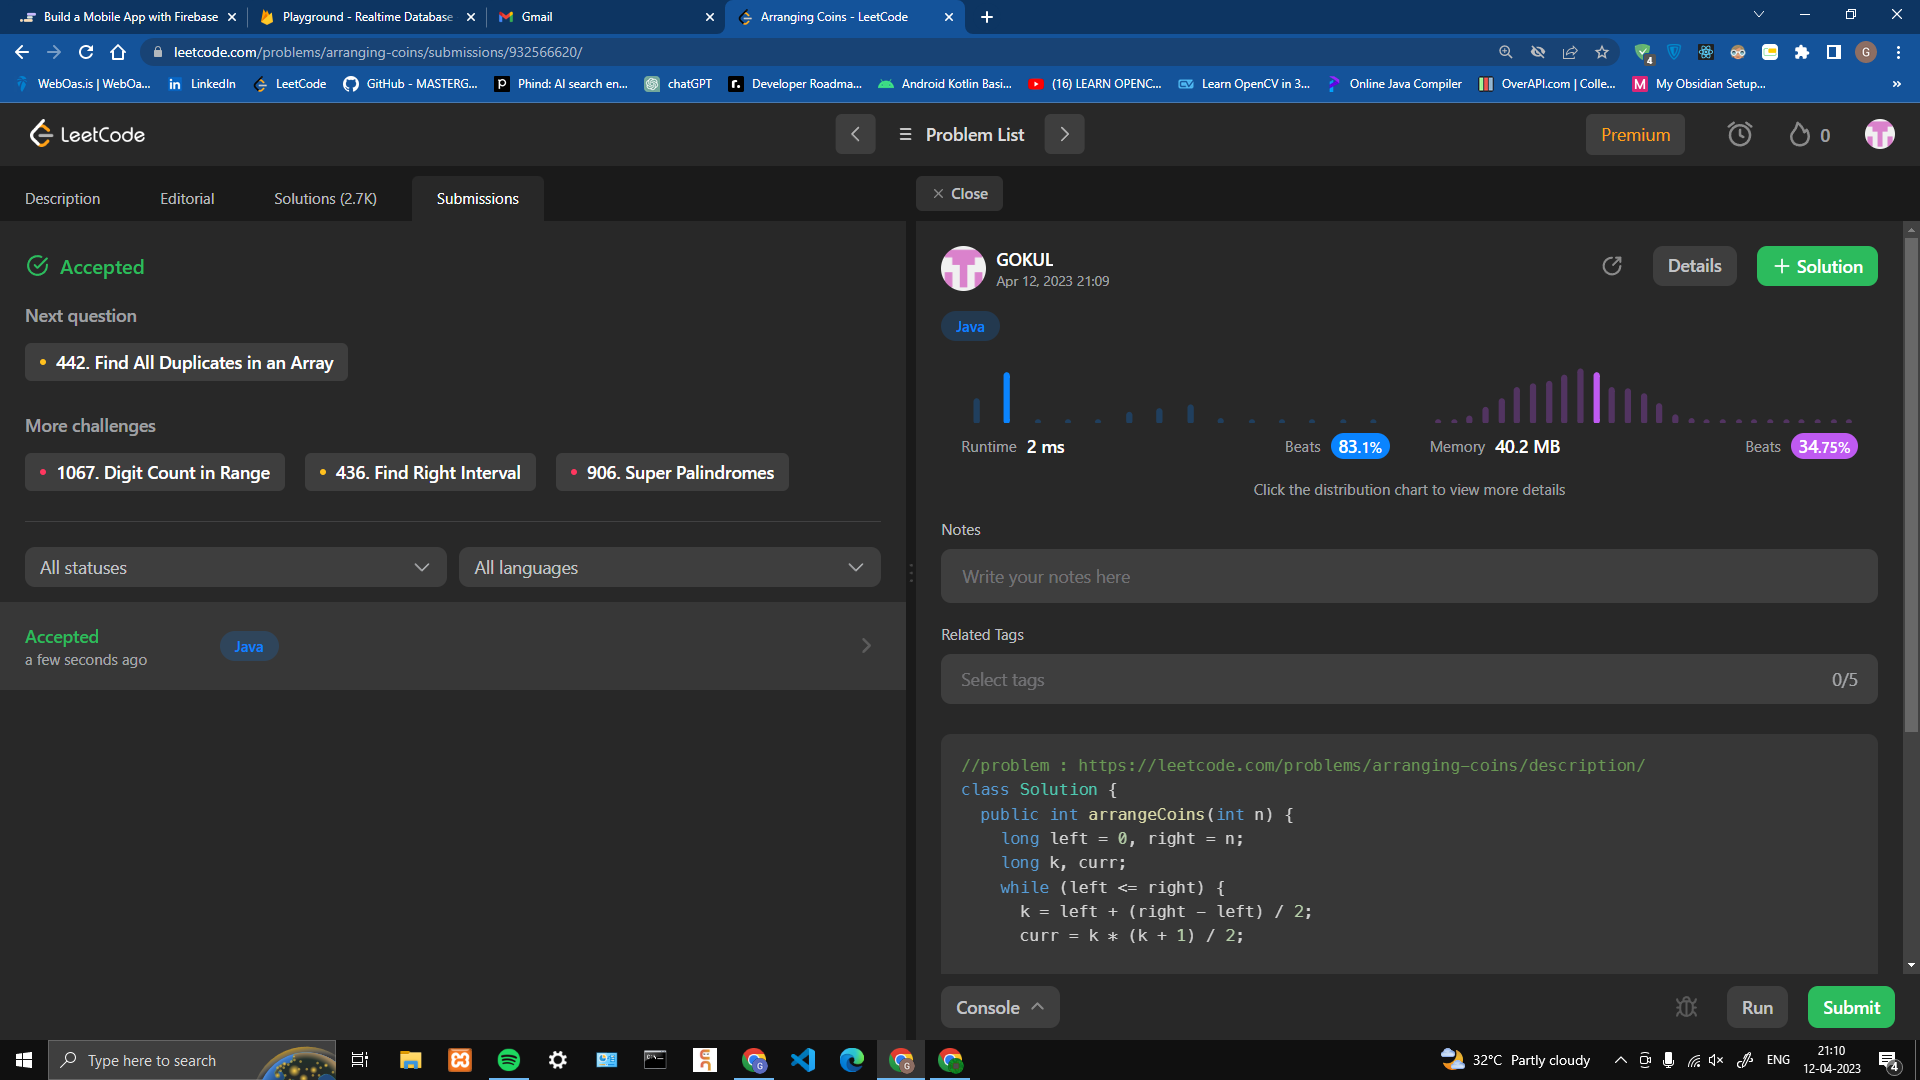 Build a Mobile App with Firebase
Playground - Realtime Database
Gmail
Arranging Coins - LeetCode
leetcode.com/problems/arranging-coins/submissions/932566620/
4
G
WebOas.is | WebOa...
LinkedIn
LeetCode
GitHub - MASTERG...
Phind: AI search en...
chatGPT
Developer Roadma...
Android Kotlin Basi...
(16) LEARN OPENC...
Learn OpenCV in 3...
Online Java Compiler
OverAPI.com | Colle...
My Obsidian Setup...
»
LeetCode
Problem List
Premium
0
Description
Editorial
Solutions (2.7K)
Submissions
Close
Accepted
Next question
442. Find All Duplicates in an Array
More challenges
1067. Digit Count in Range
436. Find Right Interval
906. Super Palindromes
All statuses
All languages
Accepted
a few seconds ago
Java
GOKUL
Apr 12, 2023 21:09
Details
+ Solution
Java
Runtime 2 ms
Beats 83.1%
Memory 40.2 MB
Beats 34.75%
Click the distribution chart to view more details
Notes
Write your notes here
Related Tags
Select tags
0/5
//problem : https://leetcode.com/problems/arranging-coins/description/
class Solution {
public int arrangeCoins(int n) {
long left = 0, right = n;
long k, curr;
while (left <= right) {
k = left + (right - left) / 2;
curr = k * (k + 1) / 2;
Console
Run
Submit
Type here to search
32°C Partly cloudy
ENG
21:10
12-04-2023
4